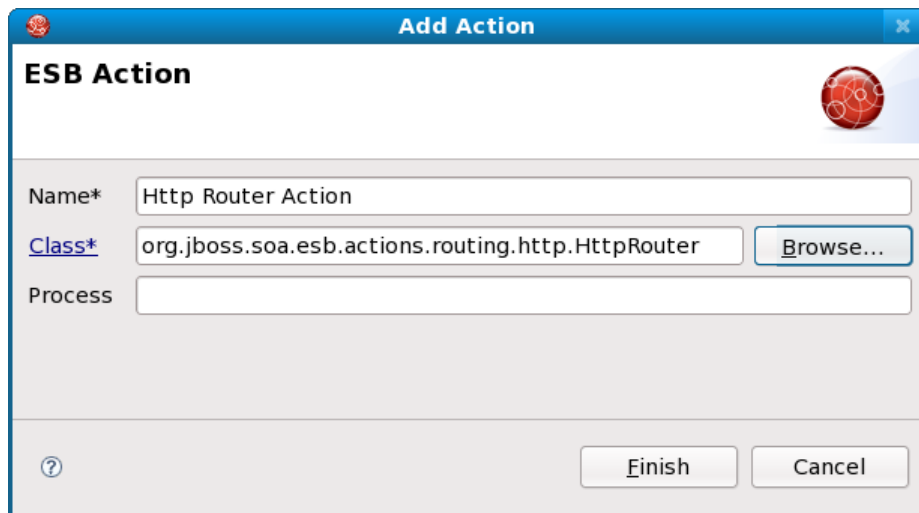 Add Action
ESB Action
Name* Http Router Action
Class* org.jboss.soa.esb.actions.routing.http.HttpRouter Browse...
Process
? Finish Cancel